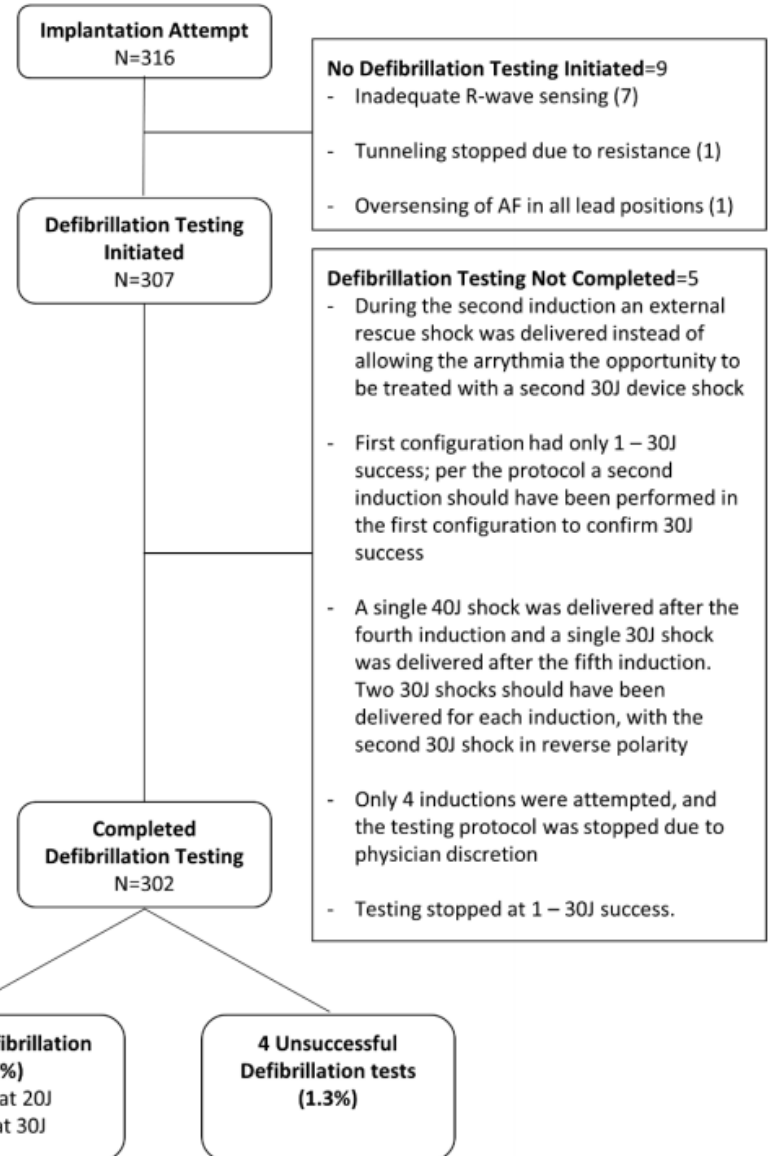 Implantation Attempt
N=316
No Defibrillation Testing Initiated=9
- Inadequate R-wave sensing (7)
- Tunneling stopped due to resistance (1)
- Oversensing of AF in all lead positions (1)
Defibrillation Testing
Initiated
N=307
Defibrillation Testing Not Completed=5
- During the second induction an external
rescue shock was delivered instead of
allowing the arrythmia the opportunity to
be treated with a second 30J device shock
- First configuration had only 1 – 30J
success; per the protocol a second
induction should have been performed in
the first configuration to confirm 30J
success
- A single 40J shock was delivered after the
fourth induction and a single 30J shock
was delivered after the fifth induction.
Two 30J shocks should have been
delivered for each induction, with the
second 30J shock in reverse polarity
- Only 4 inductions were attempted, and
the testing protocol was stopped due to
physician discretion
- Testing stopped at 1 – 30J success.
Completed
Defibrillation Testing
N=302
fibrillation
%)
at 20J
at 30J
4 Unsuccessful
Defibrillation tests
(1.3%)